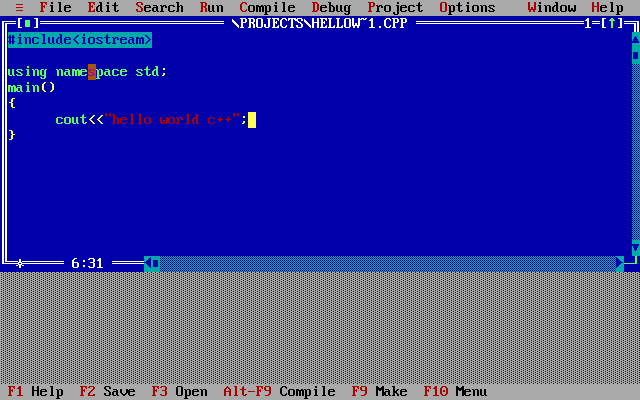 ≡ File Edit Search Run Compile Debug Project Options Window Help
[■] \PROJECTS\HELLOW~1.CPP 1=[↑]
#include<iostream>
using namespace std;
main()
{
cout<<"hello world c++";
}
6:31
F1 Help F2 Save F3 Open Alt-F9 Compile F9 Make F10 Menu